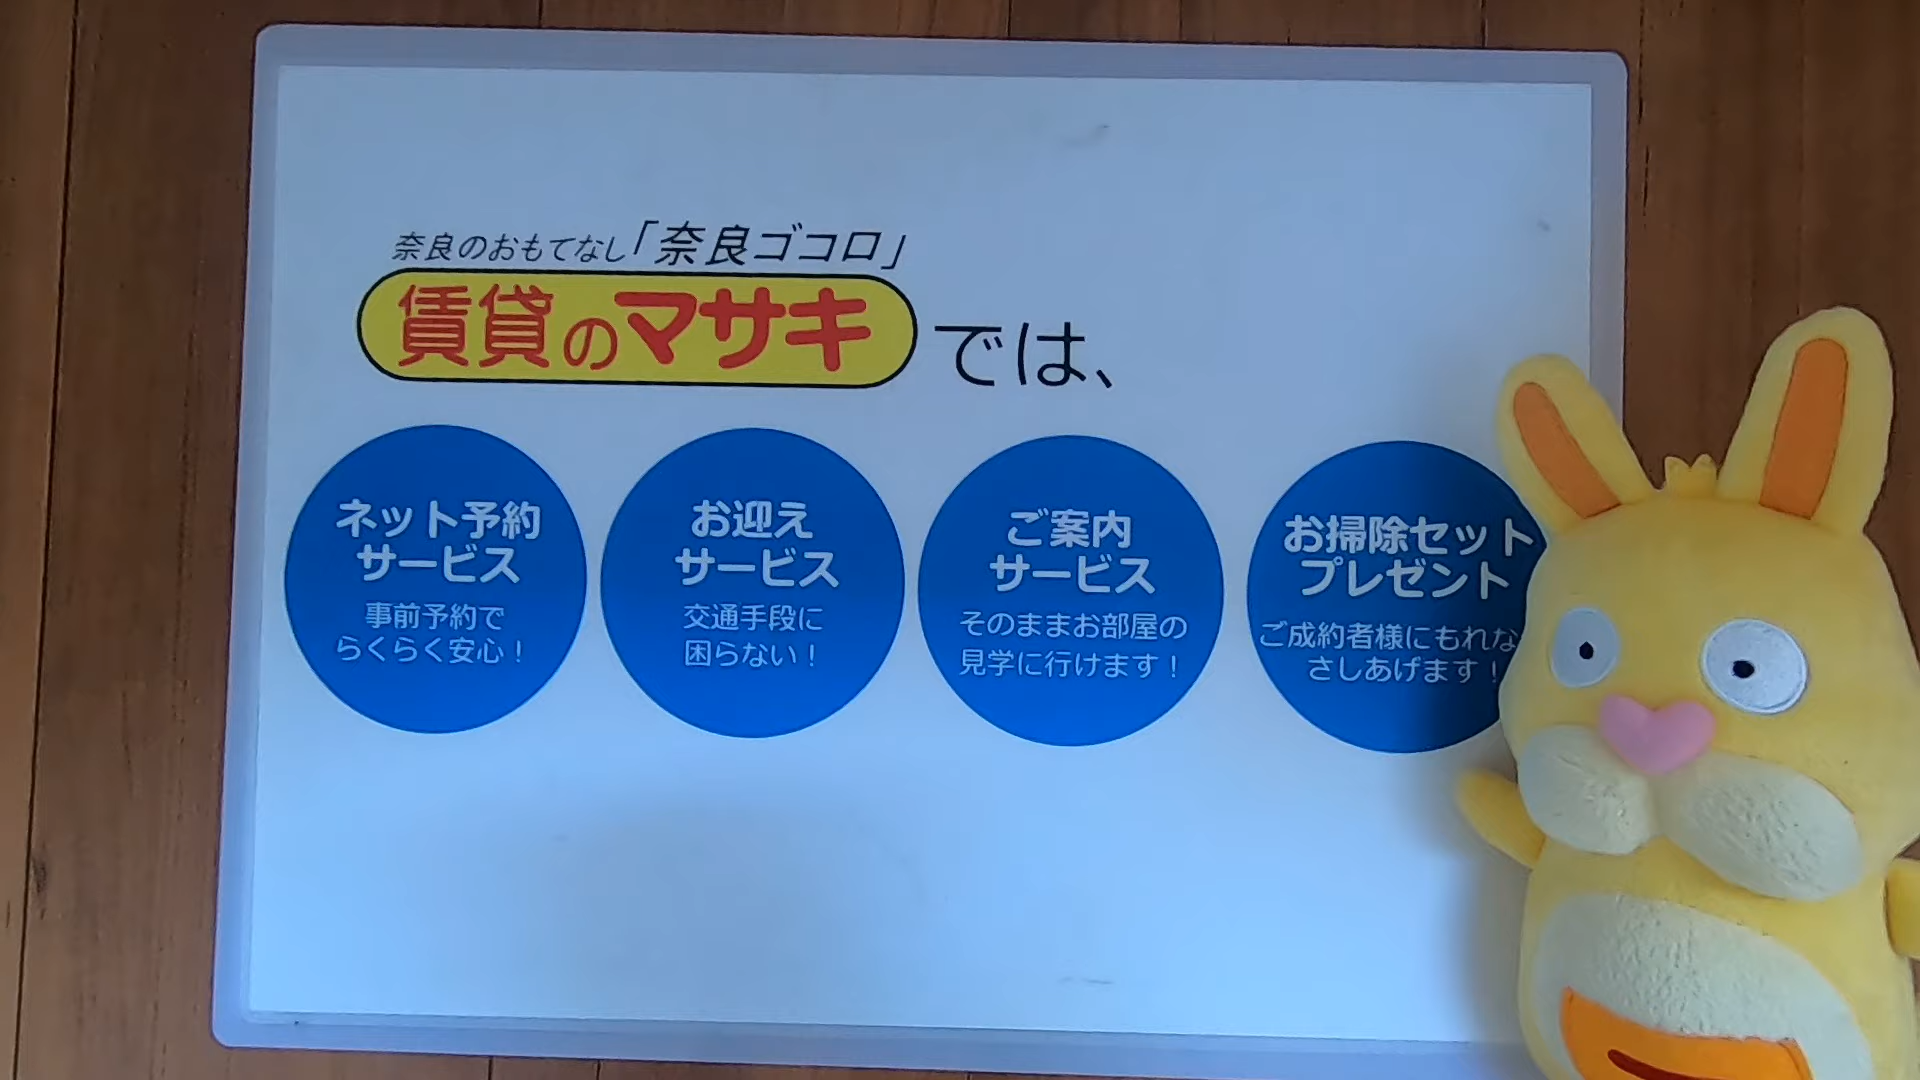 奈良のおもてなし「奈良ゴコロ」
賃貸のマサキでは、
ネット予約
サービス
事前予約で
らくらく安心！
お迎え
サービス
交通手段に
困らない！
ご案内
サービス
そのままお部屋の
見学に行けます！
お掃除セット
プレゼント
ご成約者様にもれな
さしあげます！